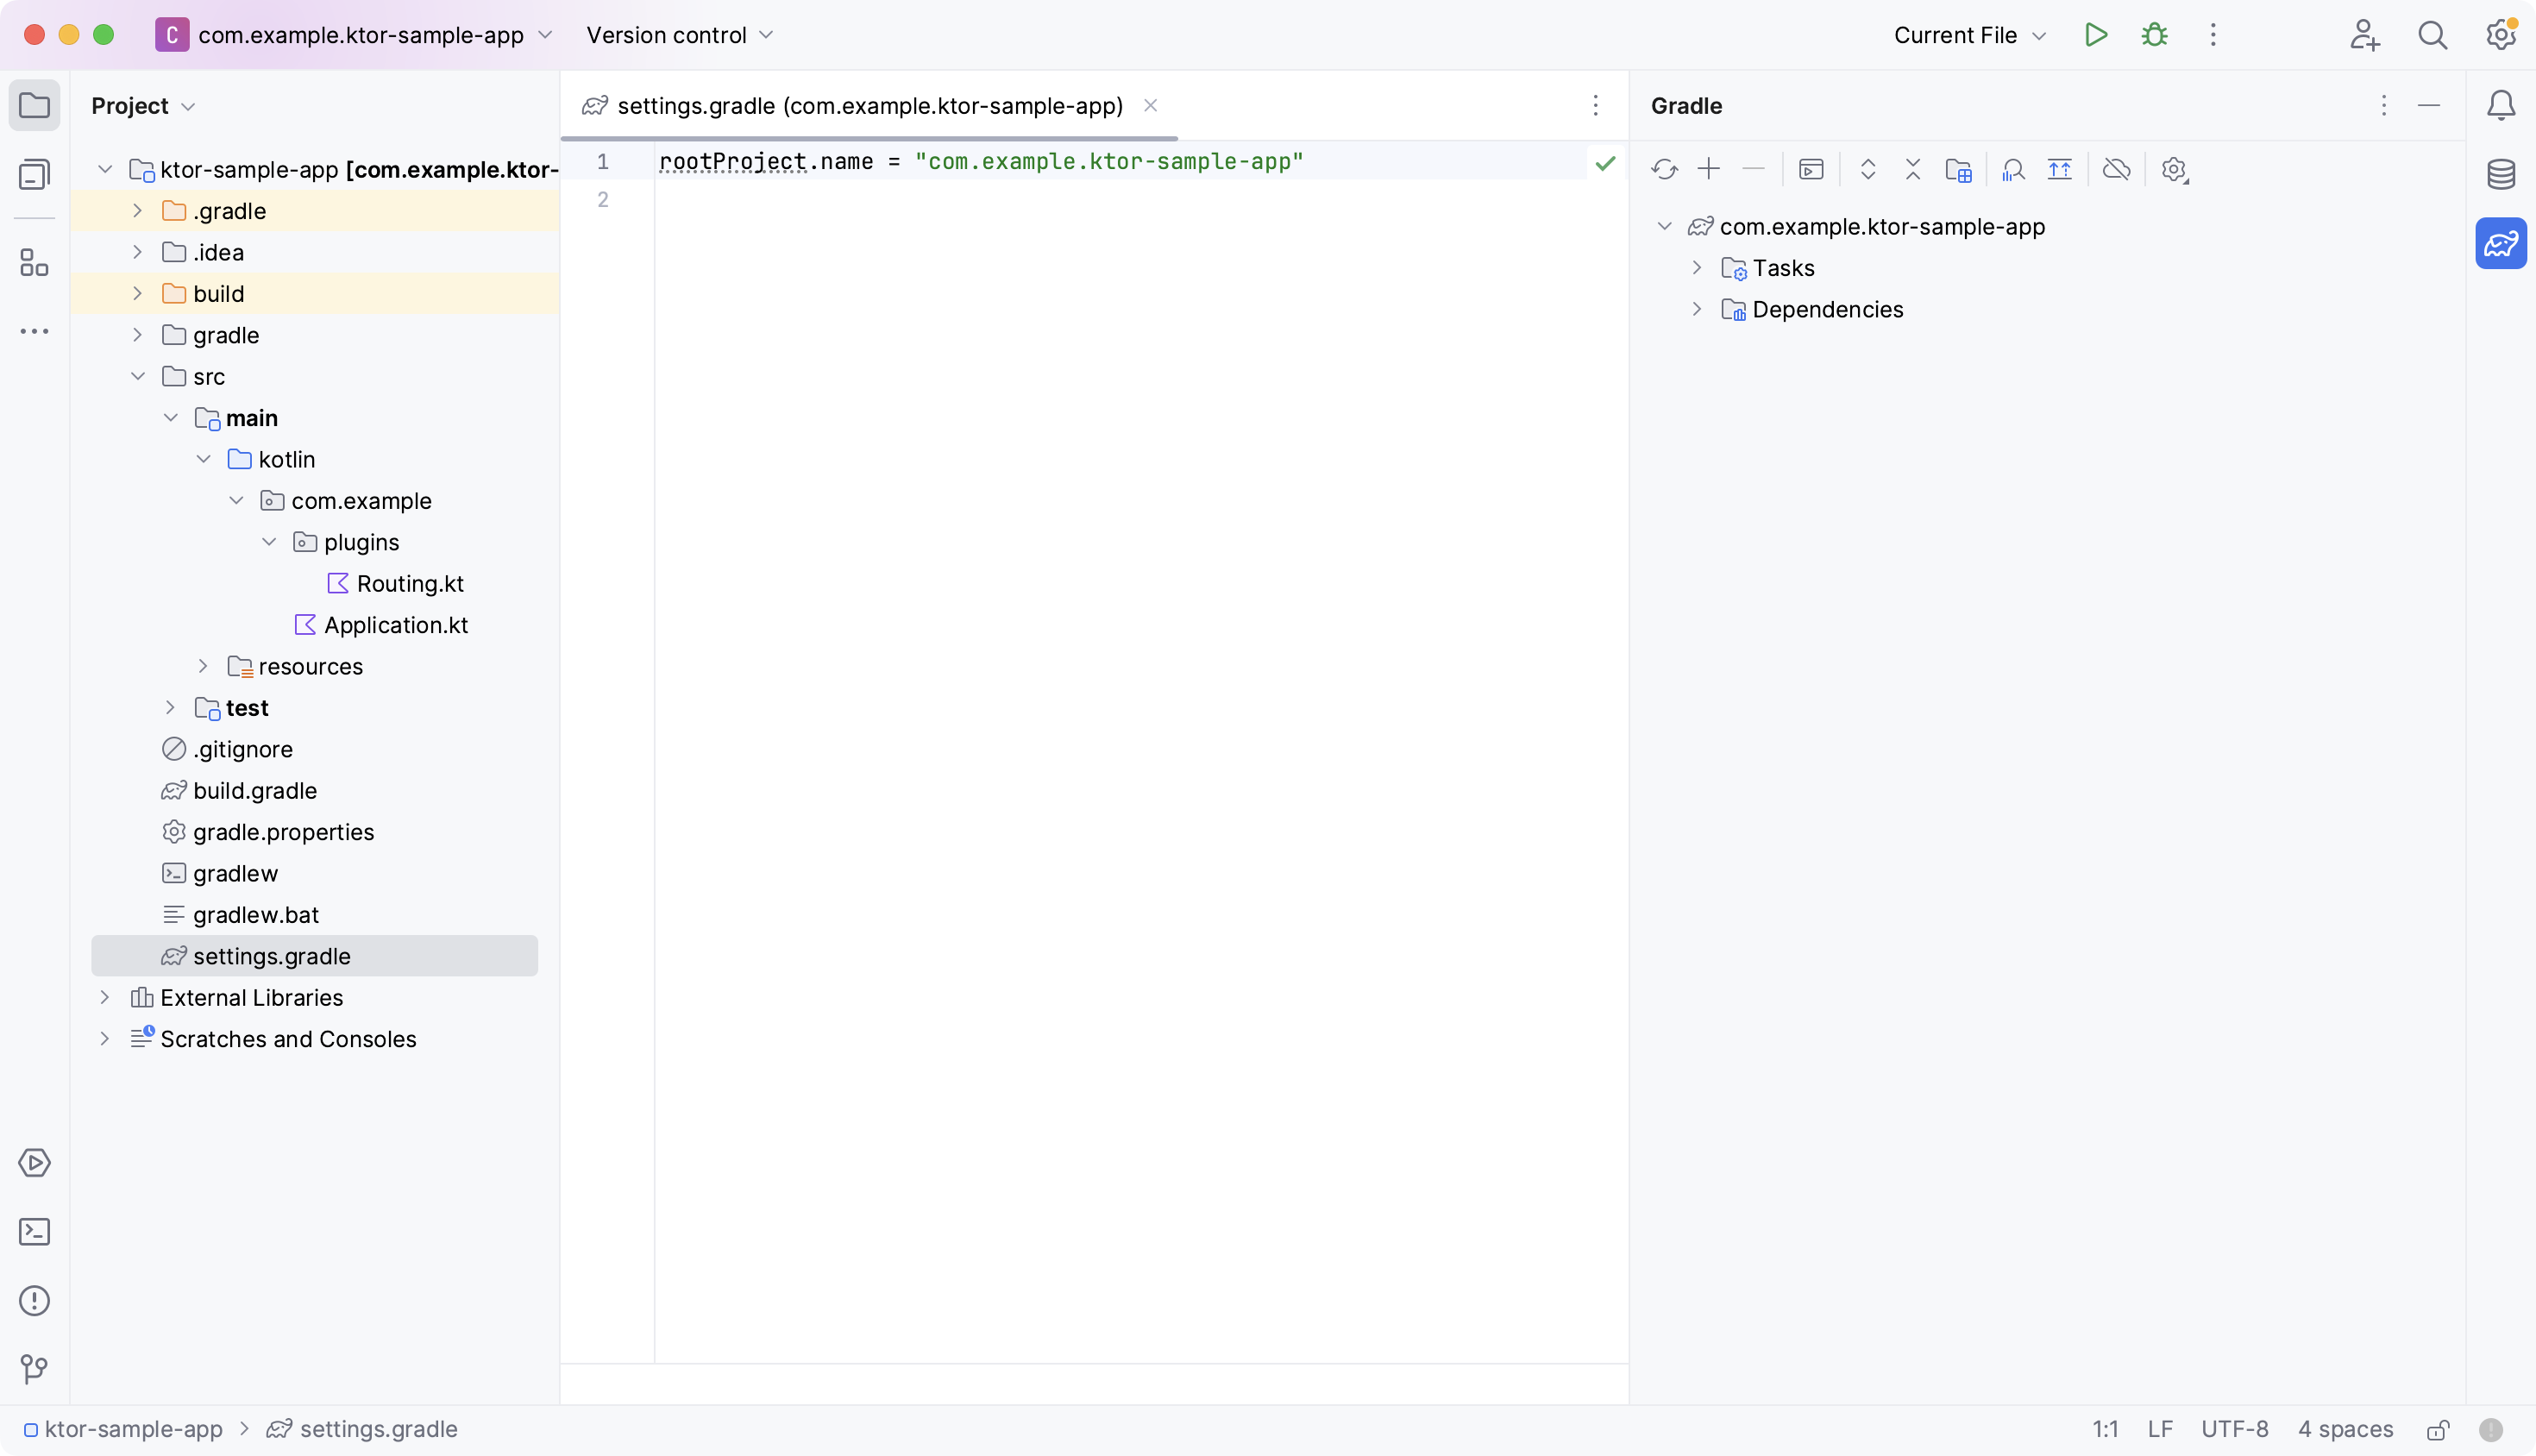 C com.example.ktor-sample-app Version control Current File
Project
settings.gradle (com.example.ktor-sample-app)
Gradle
ktor-sample-app [com.example.ktor-
.gradle
.idea
build
gradle
src
main
kotlin
com.example
plugins
Routing.kt
Application.kt
resources
test
.gitignore
build.gradle
gradle.properties
gradlew
gradlew.bat
settings.gradle
External Libraries
Scratches and Consoles
1 rootProject.name = "com.example.ktor-sample-app"
2
com.example.ktor-sample-app
Tasks
Dependencies
ktor-sample-app settings.gradle 1:1 LF UTF-8 4 spaces